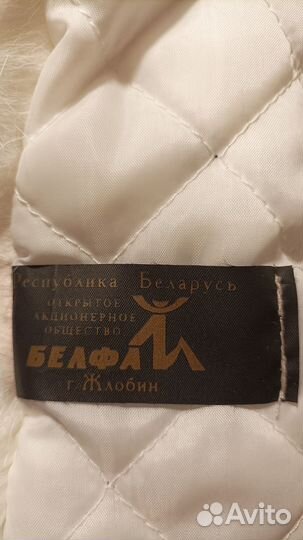 Республика Беларусь
ОТКРЫТОЕ
АКЦИОНЕРНОЕ
ОБЩЕСТВО
БЕЛФА
г. Жлобин
Avito